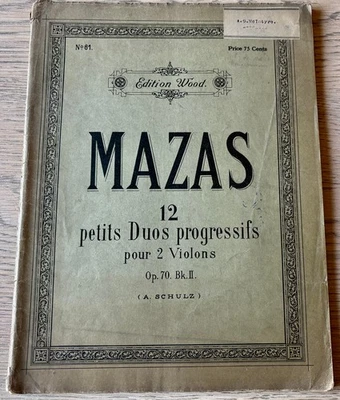 No 81.
Price 75 Cents
Edition Wood.
MAZAS
12
petits Duos progressifs
pour 2 Violons
Op. 70. Bk. II.
(A. SCHULZ)